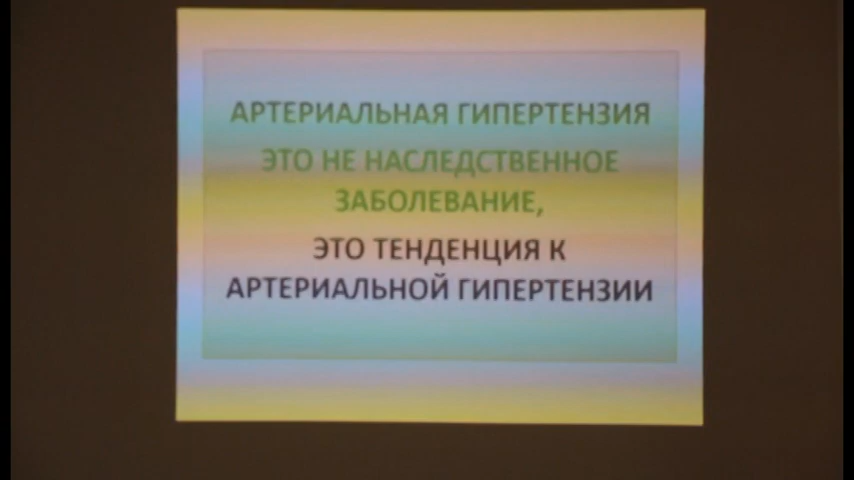 АРТЕРИАЛЬНАЯ ГИПЕРТЕНЗИЯ
ЭТО НЕ НАСЛЕДСТВЕННОЕ
ЗАБОЛЕВАНИЕ,
ЭТО ТЕНДЕНЦИЯ К
АРТЕРИАЛЬНОЙ ГИПЕРТЕНЗИИ